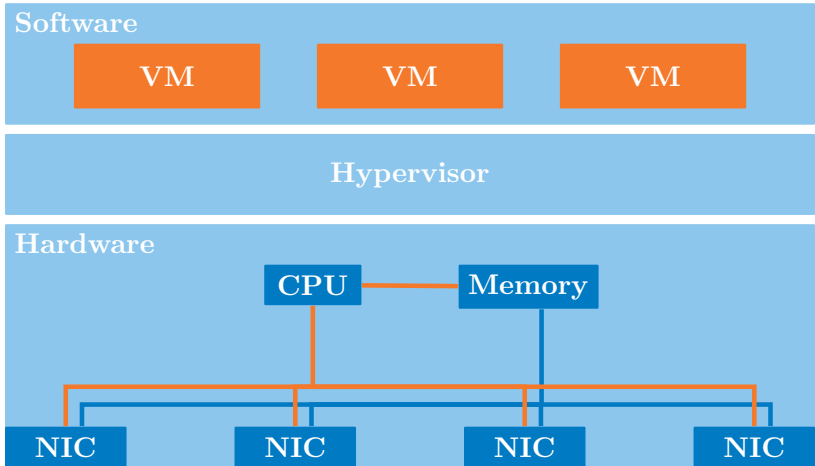 Software
VM VM VM
Hypervisor
Hardware
CPU Memory
NIC NIC NIC NIC